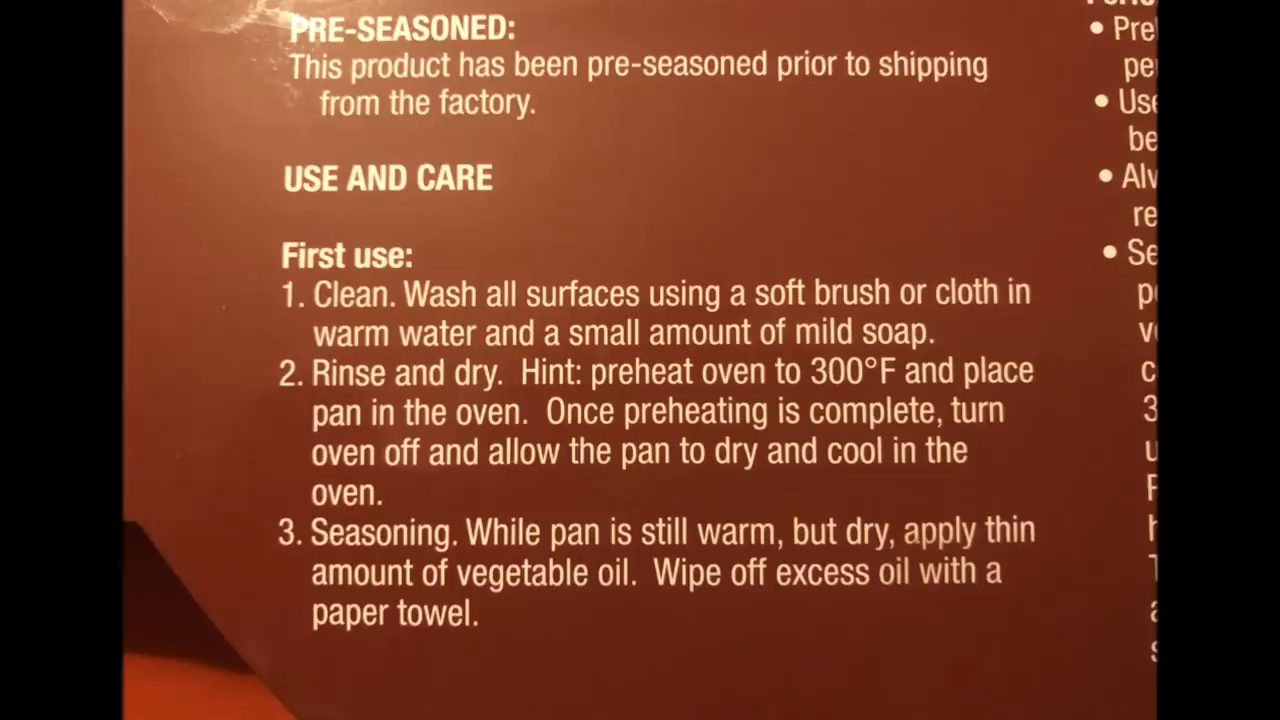 PRE-SEASONED:
This product has been pre-seasoned prior to shipping
from the factory.
USE AND CARE
First use:
1. Clean. Wash all surfaces using a soft brush or cloth in
warm water and a small amount of mild soap.
2. Rinse and dry.  Hint: preheat oven to 300°F and place
pan in the oven.  Once preheating is complete, turn
oven off and allow the pan to dry and cool in the
oven.
3. Seasoning. While pan is still warm, but dry, apply thin
amount of vegetable oil.  Wipe off excess oil with a
paper towel.